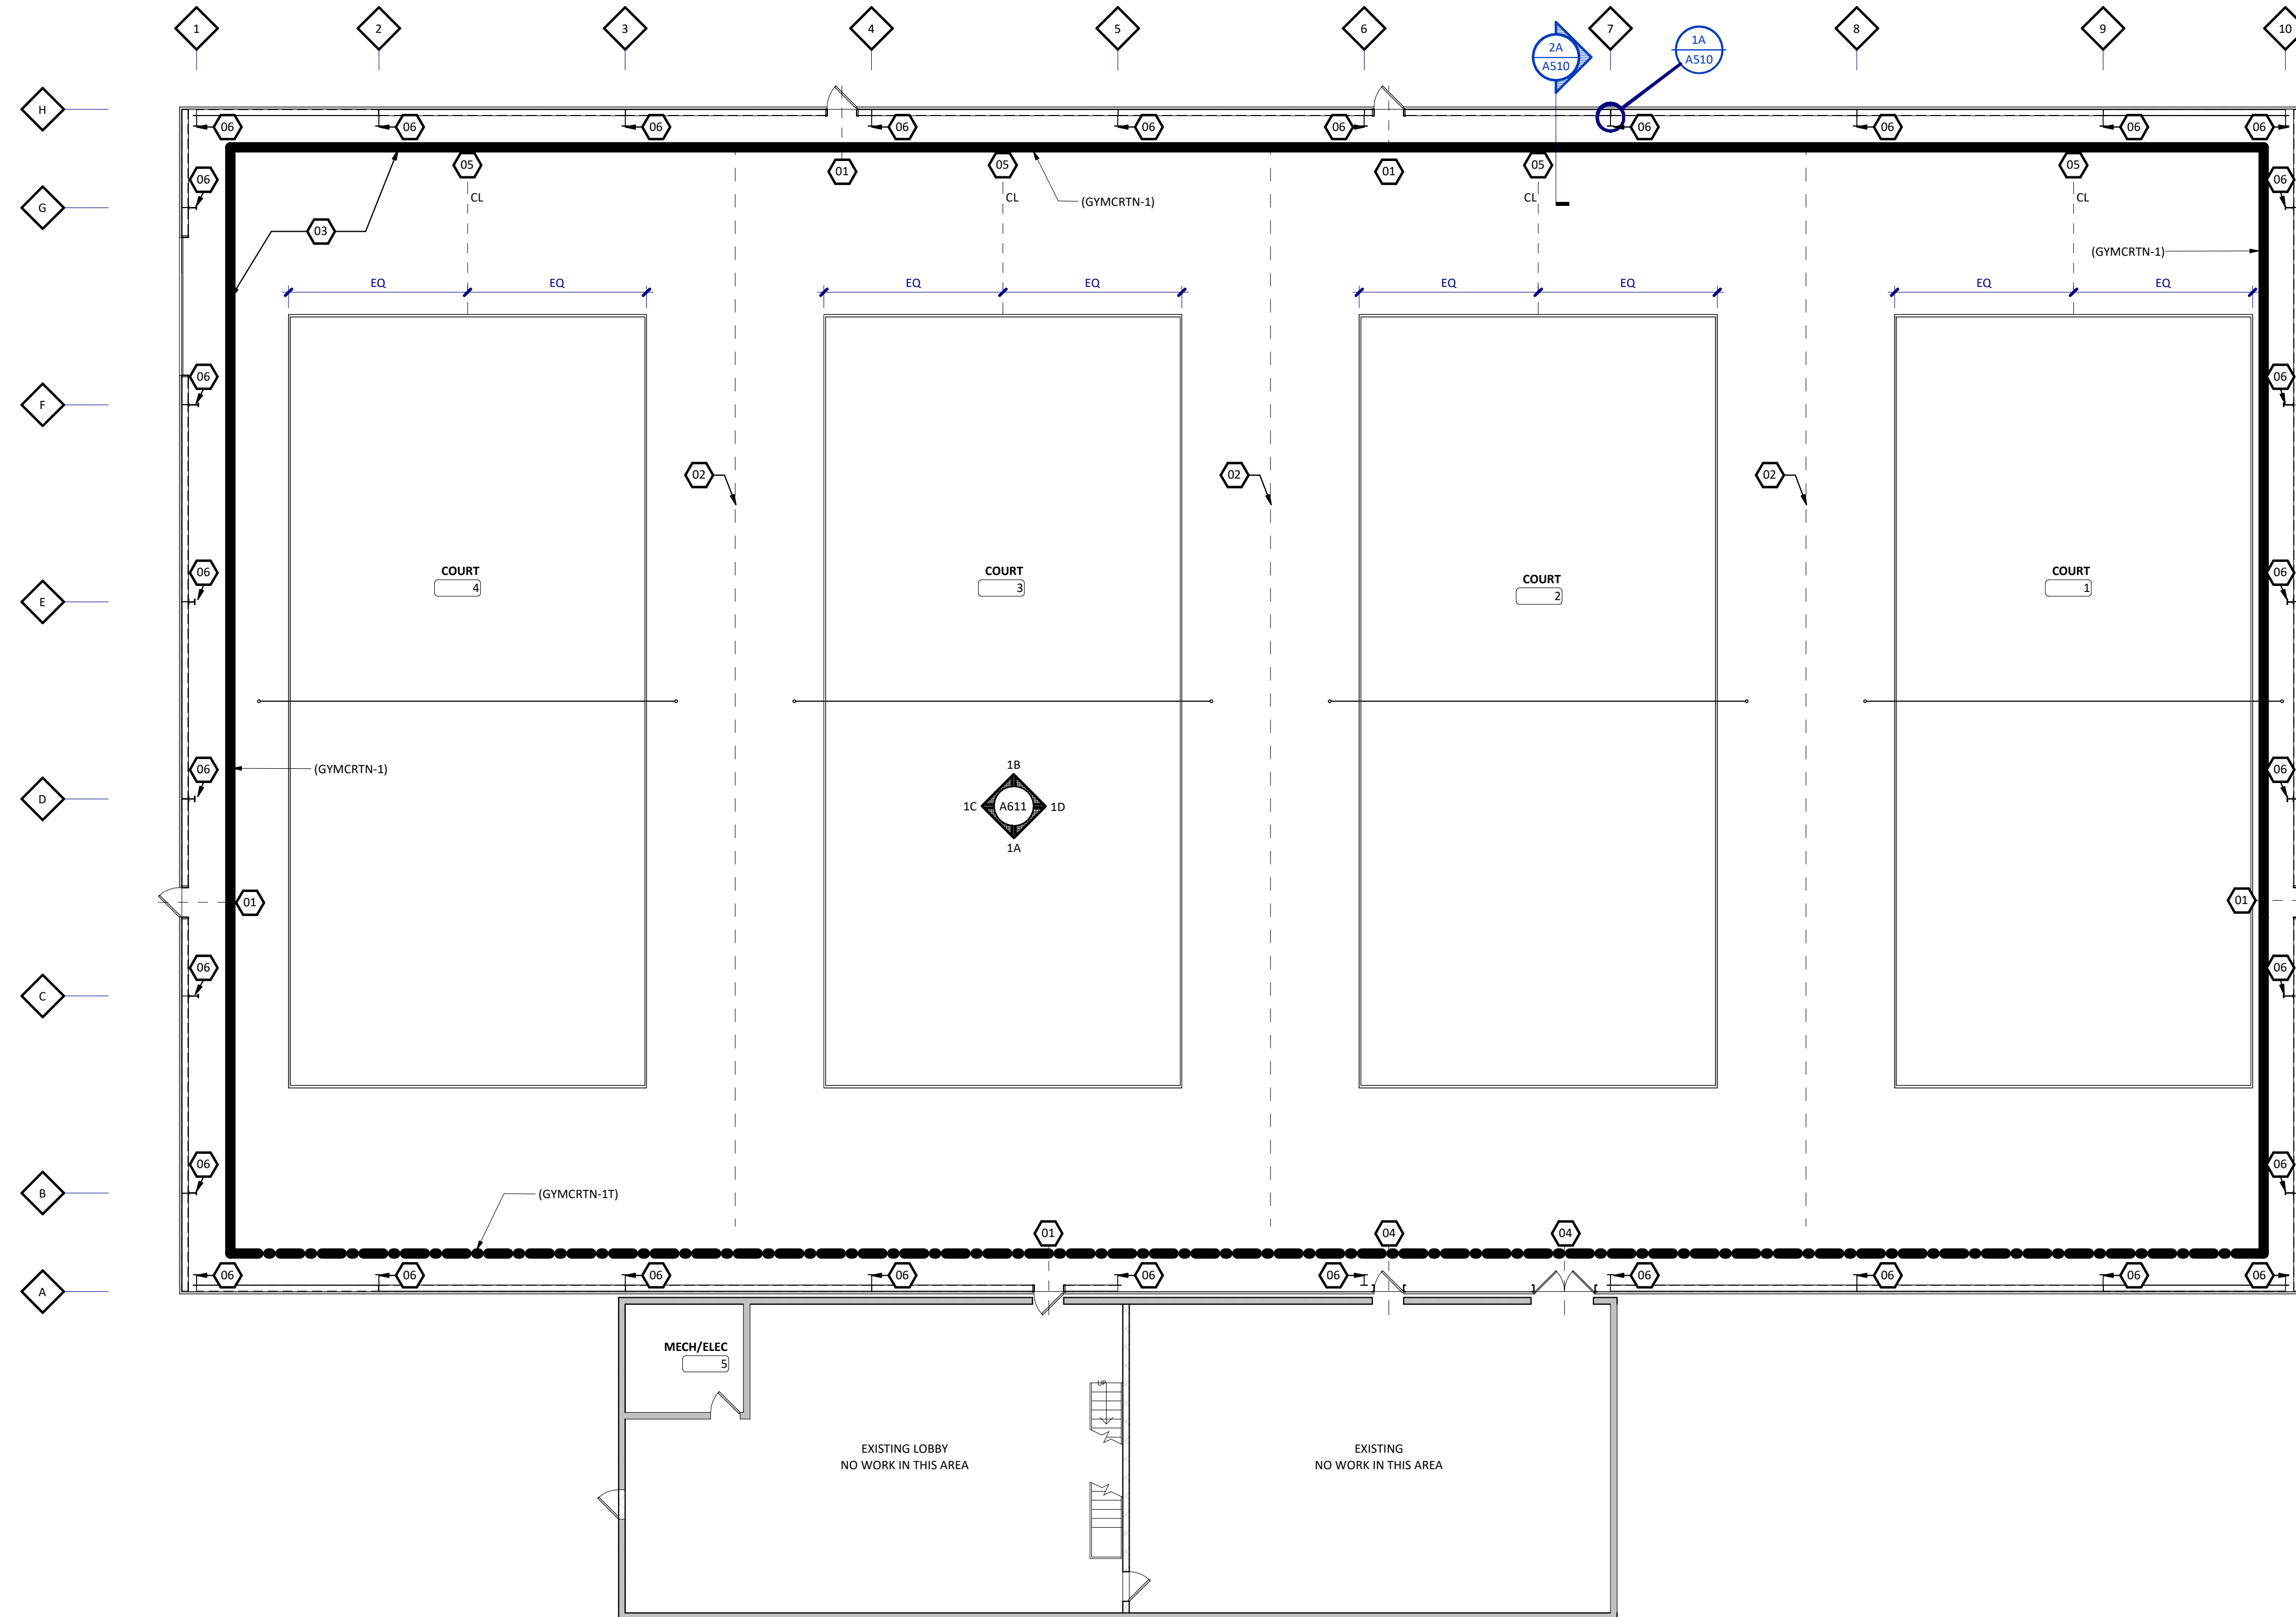 1
2
3
4
5
6
7
8
9
10
2A
A510
1A
A510
H
06
06
06
06
06
06
06
06
06
06
05
05
05
05
01
01
06
06
CL
CL
CL
CL
(GYMCRTN-1)
G
03
(GYMCRTN-1)
EQ
EQ
EQ
EQ
EQ
EQ
EQ
EQ
06
06
F
02
02
02
06
06
COURT
4
COURT
3
COURT
2
COURT
1
E
06
06
(GYMCRTN-1)
D
1B
1C
A611
1D
1A
01
01
06
06
C
06
06
B
(GYMCRTN-1T)
01
04
04
06
06
06
06
06
06
06
06
06
06
A
MECH/ELEC
5
UP
EXISTING LOBBY
NO WORK IN THIS AREA
EXISTING
NO WORK IN THIS AREA